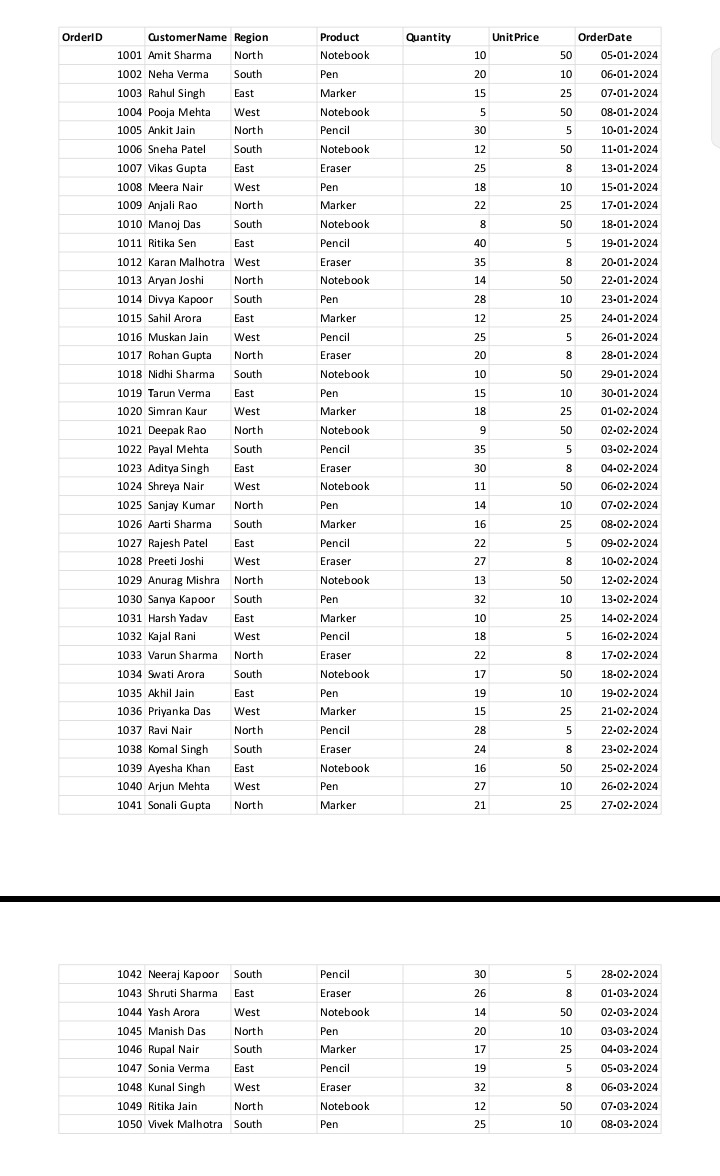 OrderID CustomerName Region Product Quantity UnitPrice OrderDate
1001 Amit Sharma North Notebook 10 50 05-01-2024
1002 Neha Verma South Pen 20 10 06-01-2024
1003 Rahul Singh East Marker 15 25 07-01-2024
1004 Pooja Mehta West Notebook 5 50 08-01-2024
1005 Ankit Jain North Pencil 30 5 10-01-2024
1006 Sneha Patel South Notebook 12 50 11-01-2024
1007 Vikas Gupta East Eraser 25 8 13-01-2024
1008 Meera Nair West Pen 18 10 15-01-2024
1009 Anjali Rao North Marker 22 25 17-01-2024
1010 Manoj Das South Notebook 8 50 18-01-2024
1011 Ritika Sen East Pencil 40 5 19-01-2024
1012 Karan Malhotra West Eraser 35 8 20-01-2024
1013 Aryan Joshi North Notebook 14 50 22-01-2024
1014 Divya Kapoor South Pen 28 10 23-01-2024
1015 Sahil Arora East Marker 12 25 24-01-2024
1016 Muskan Jain West Pencil 25 5 26-01-2024
1017 Rohan Gupta North Eraser 20 8 28-01-2024
1018 Nidhi Sharma South Notebook 10 50 29-01-2024
1019 Tarun Verma East Pen 15 10 30-01-2024
1020 Simran Kaur West Marker 18 25 01-02-2024
1021 Deepak Rao North Notebook 9 50 02-02-2024
1022 Payal Mehta South Pencil 35 5 03-02-2024
1023 Aditya Singh East Eraser 30 8 04-02-2024
1024 Shreya Nair West Notebook 11 50 06-02-2024
1025 Sanjay Kumar North Pen 14 10 07-02-2024
1026 Aarti Sharma South Marker 16 25 08-02-2024
1027 Rajesh Patel East Pencil 22 5 09-02-2024
1028 Preeti Joshi West Eraser 27 8 10-02-2024
1029 Anurag Mishra North Notebook 13 50 12-02-2024
1030 Sanya Kapoor South Pen 32 10 13-02-2024
1031 Harsh Yadav East Marker 10 25 14-02-2024
1032 Kajal Rani West Pencil 18 5 16-02-2024
1033 Varun Sharma North Eraser 22 8 17-02-2024
1034 Swati Arora South Notebook 17 50 18-02-2024
1035 Akhil Jain East Pen 19 10 19-02-2024
1036 Priyanka Das West Marker 15 25 21-02-2024
1037 Ravi Nair North Pencil 28 5 22-02-2024
1038 Komal Singh South Eraser 24 8 23-02-2024
1039 Ayesha Khan East Notebook 16 50 25-02-2024
1040 Arjun Mehta West Pen 27 10 26-02-2024
1041 Sonali Gupta North Marker 21 25 27-02-2024
1042 Neeraj Kapoor South Pencil 30 5 28-02-2024
1043 Shruti Sharma East Eraser 26 8 01-03-2024
1044 Yash Arora West Notebook 14 50 02-03-2024
1045 Manish Das North Pen 20 10 03-03-2024
1046 Rupal Nair South Marker 17 25 04-03-2024
1047 Sonia Verma East Pencil 19 5 05-03-2024
1048 Kunal Singh West Eraser 32 8 06-03-2024
1049 Ritika Jain North Notebook 12 50 07-03-2024
1050 Vivek Malhotra South Pen 25 10 08-03-2024